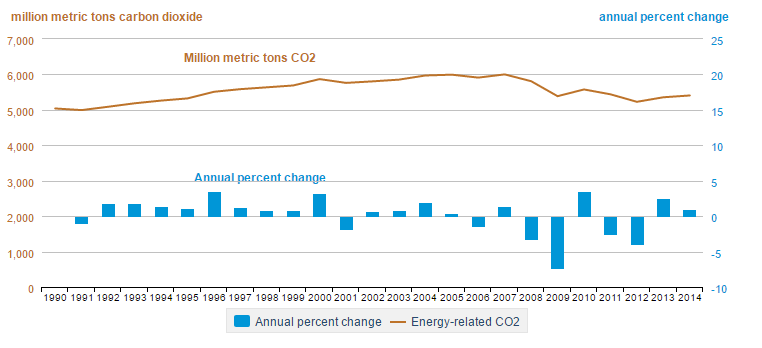 million metric tons carbon dioxide annual percent change
7,000 25
Million metric tons CO2
6,000 20
5,000 15
4,000 10
3,000 5
Annual percent change
2,000 0
1,000 -5
0 -10
1990 1991 1992 1993 1994 1995 1996 1997 1998 1999 2000 2001 2002 2003 2004 2005 2006 2007 2008 2009 2010 2011 2012 2013 2014
Annual percent change Energy-related CO2